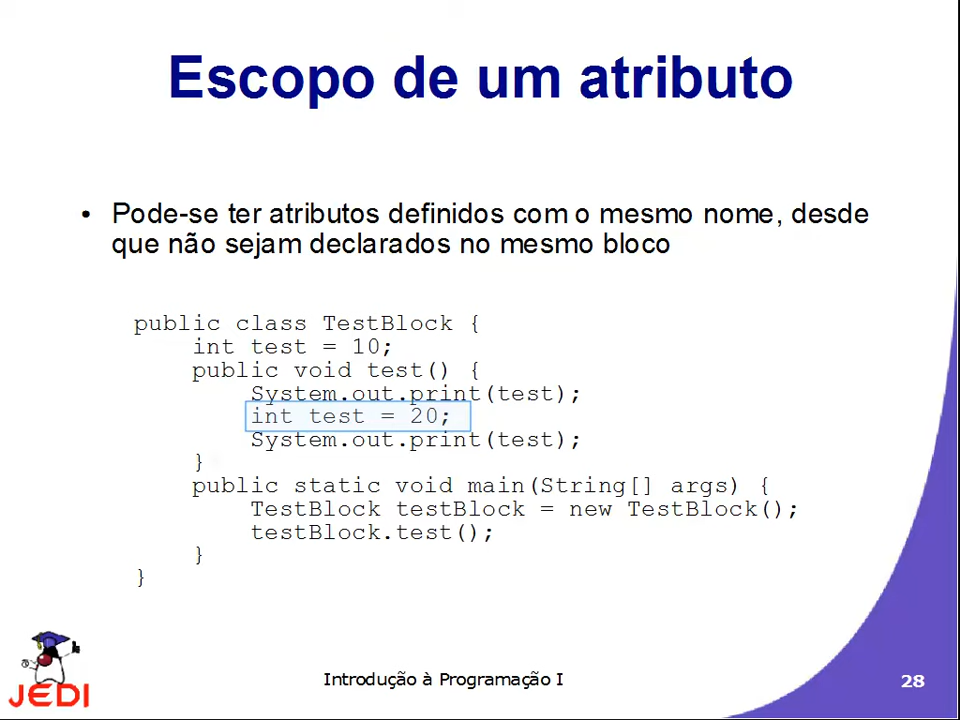 Escopo de um atributo
• Pode-se ter atributos definidos com o mesmo nome, desde
que não sejam declarados no mesmo bloco
public class TestBlock {
    int test = 10;
    public void test() {
        System.out.print(test);
        int test = 20;
        System.out.print(test);
    }
    public static void main(String[] args) {
        TestBlock testBlock = new TestBlock();
        testBlock.test();
    }
}
JEDI
Introdução à Programação I
28